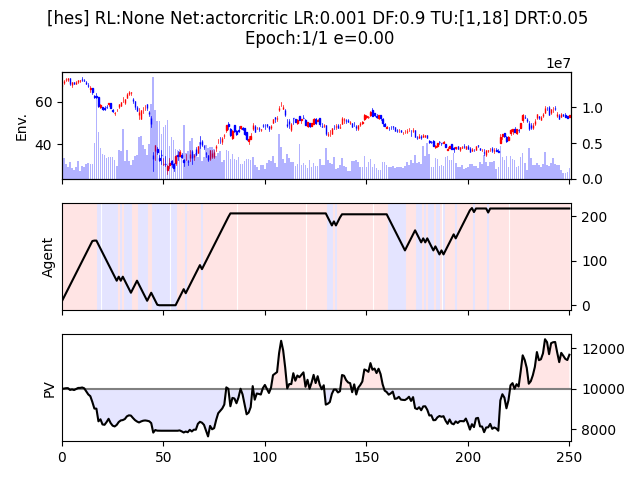 [hes] RL:None Net:actorcritic LR:0.001 DF:0.9 TU:[1,18] DRT:0.05
Epoch:1/1 e=0.00
1e7
Env.
60
40
1.0
0.5
0.0
Agent
200
100
0
PV
12000
10000
8000
0 50 100 150 200 250